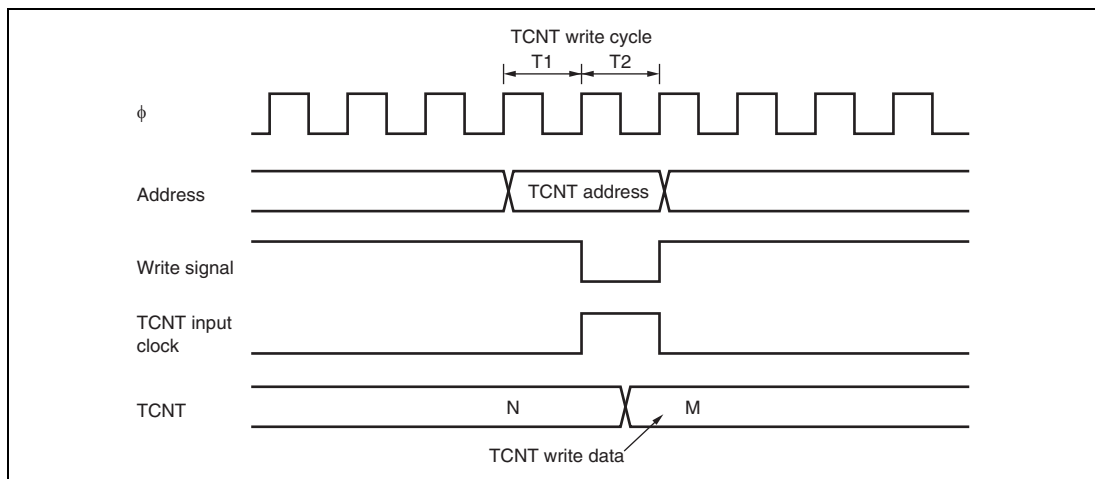 TCNT write cycle
T1 T2
ϕ
Address
TCNT address
Write signal
TCNT input
clock
TCNT
N M
TCNT write data